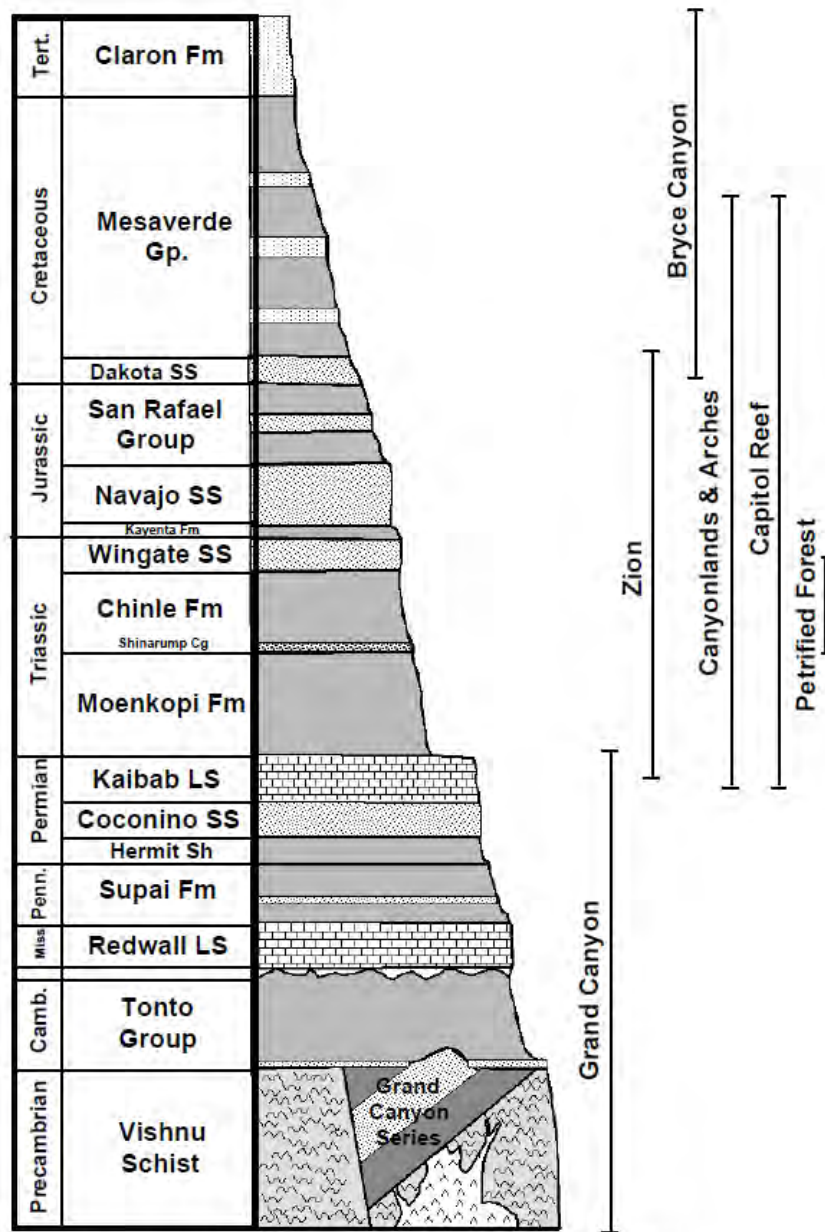 Tert.
Claron Fm
Cretaceous
Mesaverde
Gp.
Dakota SS
Jurassic
San Rafael
Group
Navajo SS
Kayenta Fm
Triassic
Wingate SS
Chinle Fm
Shinarump Cg
Moenkopi Fm
Permian
Kaibab LS
Coconino SS
Hermit Sh
Penn.
Supai Fm
Miss
Redwall LS
Camb.
Tonto
Group
Precambrian
Vishnu
Schist
Grand
Canyon
Series
Grand Canyon
Zion
Bryce Canyon
Canyonlands & Arches
Capitol Reef
Petrified Forest